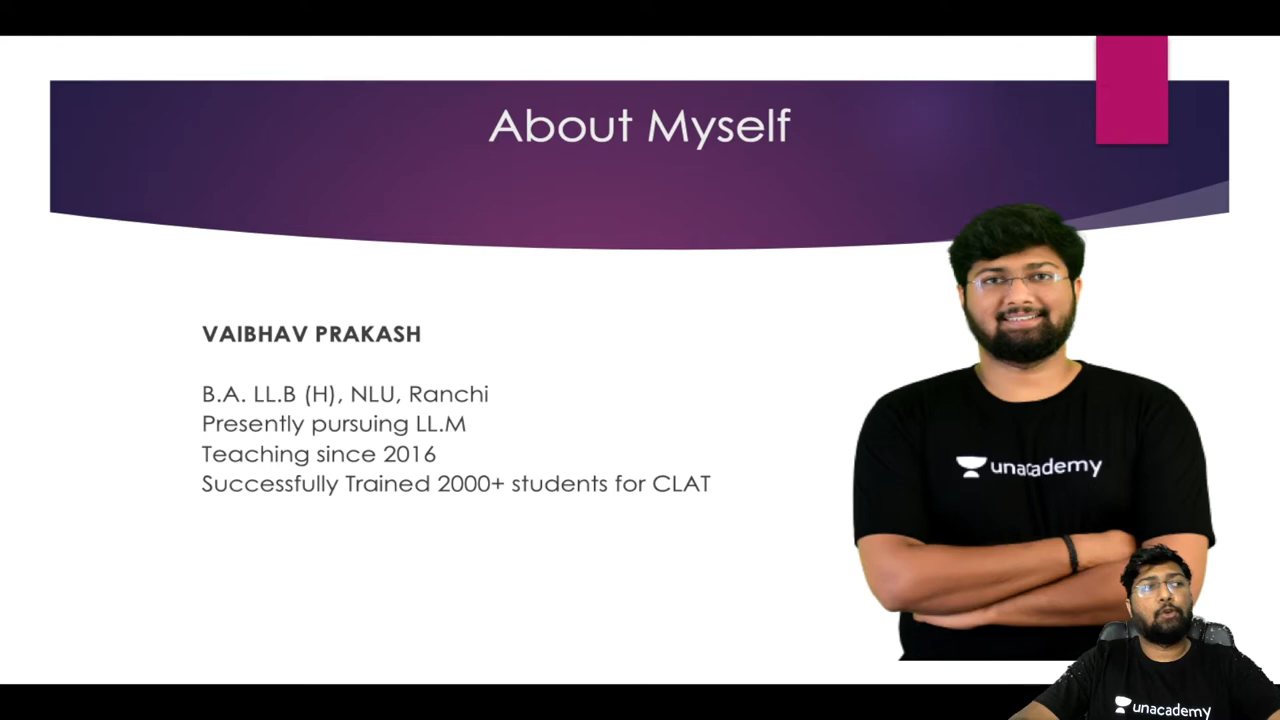 About Myself
VAIBHAV PRAKASH
B.A. LL.B (H), NLU, Ranchi
Presently pursuing LL.M
Teaching since 2016
Successfully Trained 2000+ students for CLAT
unacademy
unacademy